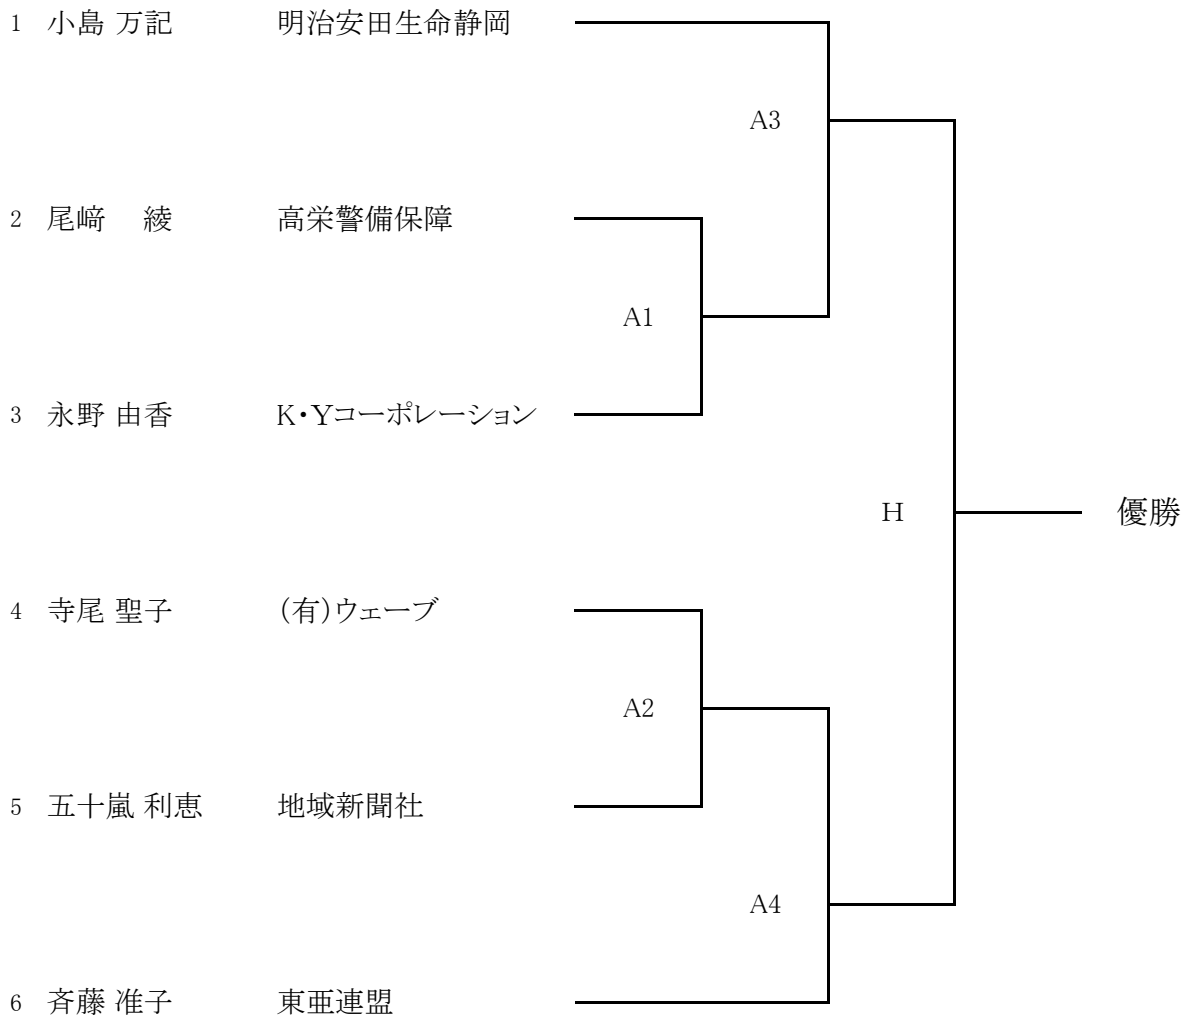 1 小島 万記 明治安田生命静岡
A3
2 尾﨑 綾 高栄警備保障
A1
3 永野 由香 K・Yコーポレーション
H 優勝
4 寺尾 聖子 (有)ウェーブ
A2
5 五十嵐 利恵 地域新聞社
A4
6 斉藤 准子 東亜連盟